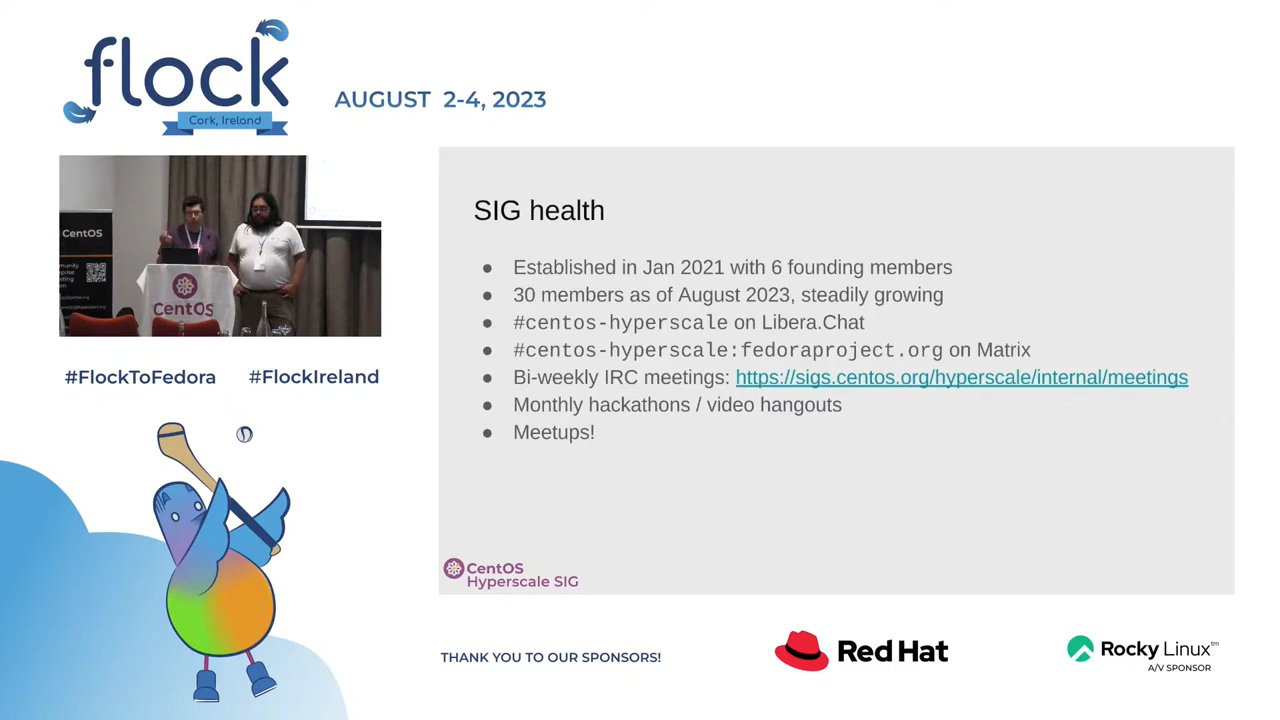 flock
Cork, Ireland
AUGUST 2-4, 2023
CentOS
CentOS
#FlockToFedora #FlockIreland
SIG health
● Established in Jan 2021 with 6 founding members
● 30 members as of August 2023, steadily growing
● #centos-hyperscale on Libera.Chat
● #centos-hyperscale:fedoraproject.org on Matrix
● Bi-weekly IRC meetings: https://sigs.centos.org/hyperscale/internal/meetings
● Monthly hackathons / video hangouts
● Meetups!
CentOS
Hyperscale SIG
THANK YOU TO OUR SPONSORS!
Red Hat
Rocky Linux™
A/V SPONSOR